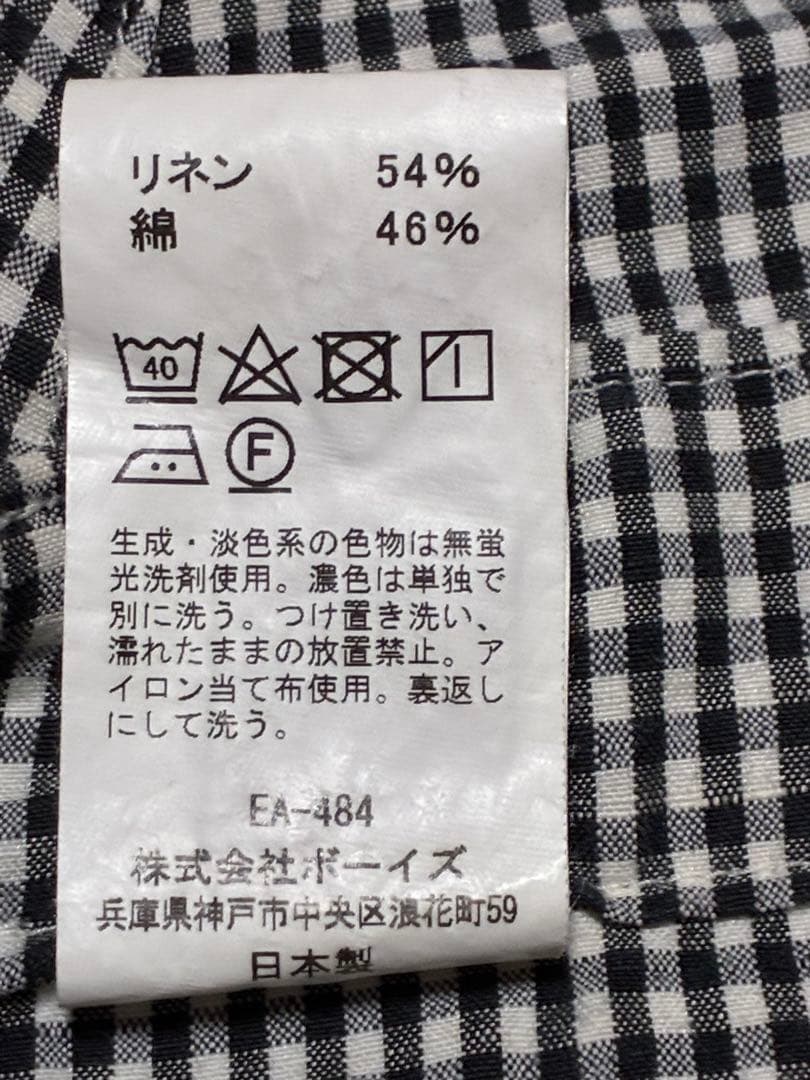 リネン 54%
綿 46%
40
F
生成・淡色系の色物は無蛍
光洗剤使用。濃色は単独で
別に洗う。つけ置き洗い、
濡れたままの放置禁止。ア
イロン当て布使用。裏返し
にして洗う。
EA-484
株式会社ボーイズ
兵庫県神戸市中央区浪花町59
日本製